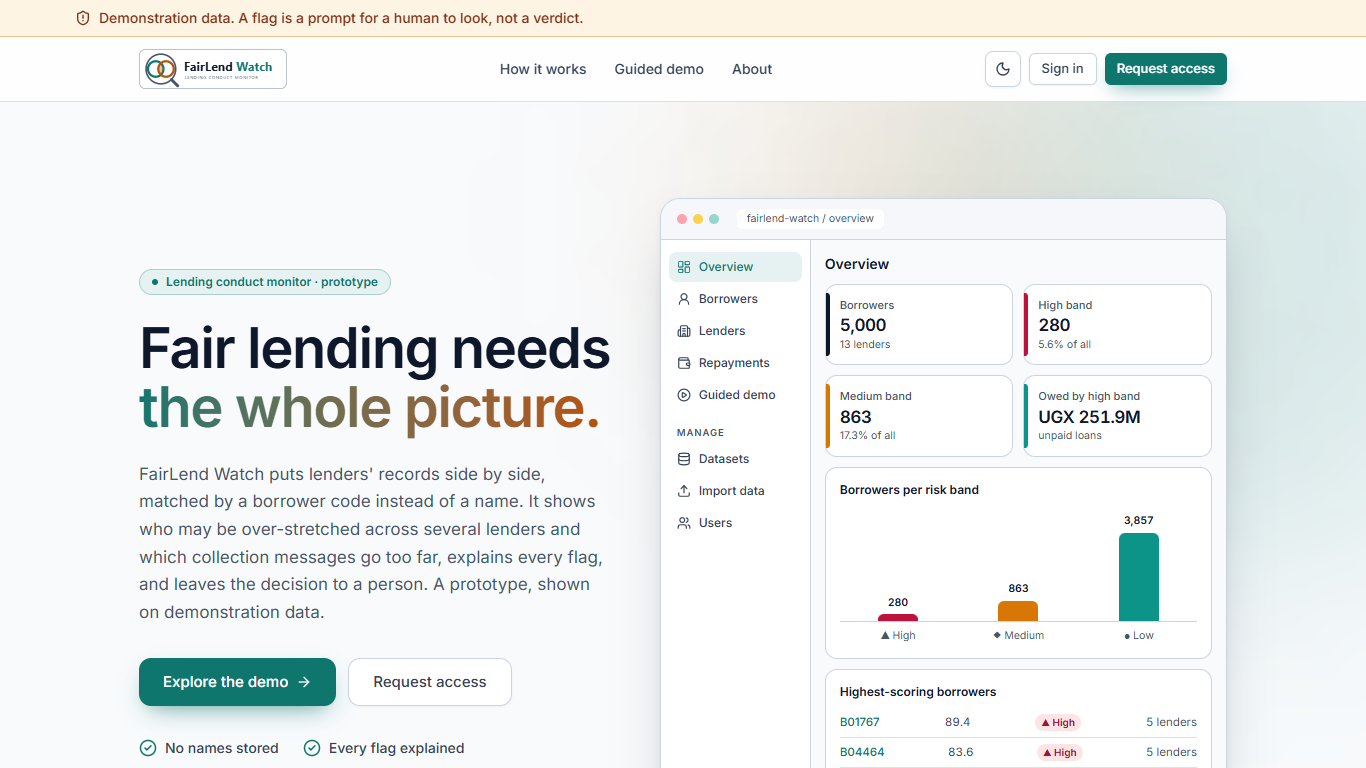 Demonstration data. A flag is a prompt for a human to look, not a verdict.
FairLend Watch
LENDING CONDUCT MONITOR
How it works
Guided demo
About
Sign in
Request access
Lending conduct monitor · prototype
Fair lending needs
the whole picture.
FairLend Watch puts lenders' records side by side,
matched by a borrower code instead of a name. It shows
who may be over-stretched across several lenders and
which collection messages go too far, explains every flag,
and leaves the decision to a person. A prototype, shown
on demonstration data.
Explore the demo
Request access
No names stored
Every flag explained
fairlend-watch / overview
Overview
Borrowers
Lenders
Repayments
Guided demo
MANAGE
Datasets
Import data
Users
Overview
Borrowers
5,000
13 lenders
High band
280
5.6% of all
Medium band
863
17.3% of all
Owed by high band
UGX 251.9M
unpaid loans
Borrowers per risk band
280
863
3,857
▲ High
◆ Medium
● Low
Highest-scoring borrowers
B01767 89.4 ▲ High 5 lenders
B04464 83.6 ▲ High 5 lenders